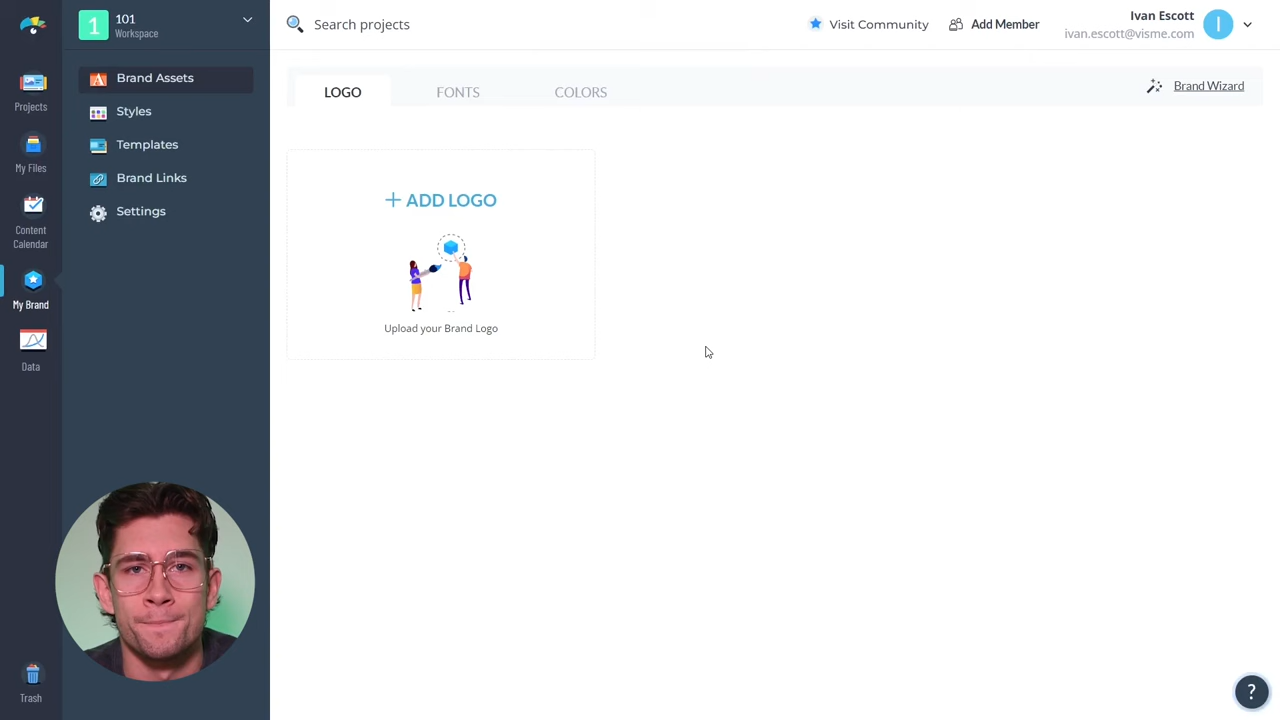 101
Workspace
1
Search projects
Visit Community
Add Member
Ivan Escott
ivan.escott@visme.com
I
Projects
My Files
Content
Calendar
My Brand
Data
Trash
Brand Assets
Styles
Templates
Brand Links
Settings
LOGO
FONTS
COLORS
Brand Wizard
+ ADD LOGO
Upload your Brand Logo
?